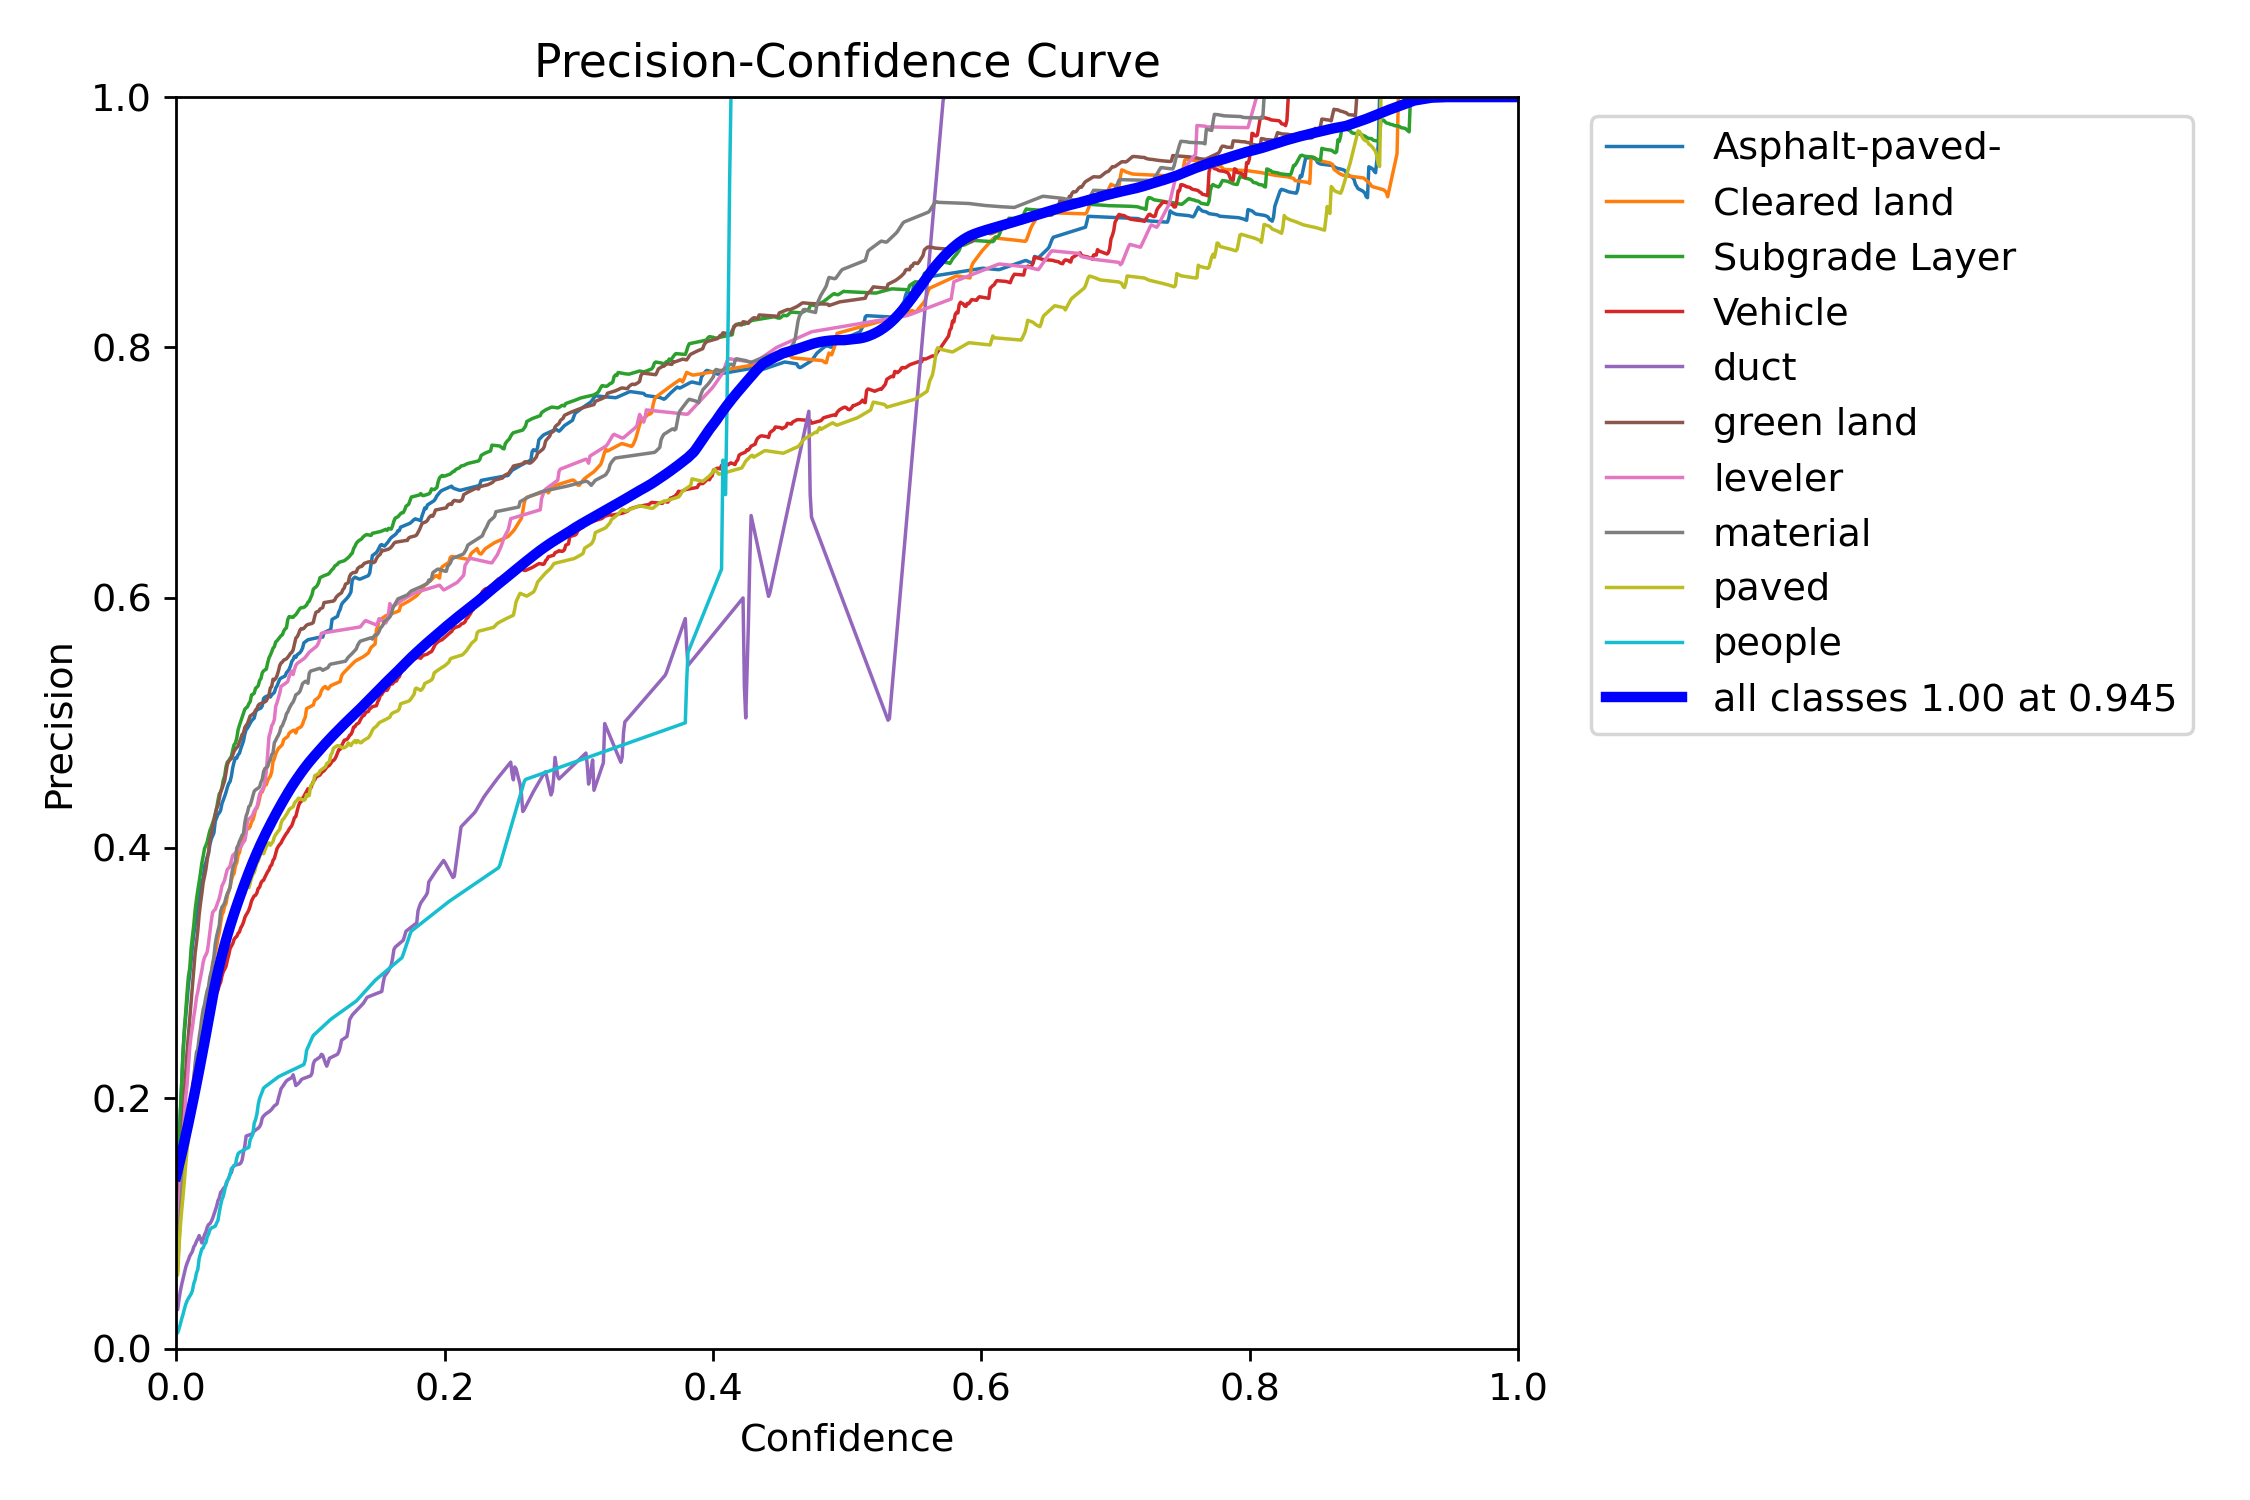 Precision-Confidence Curve
1.0
0.8
0.6
0.4
0.2
0.0
Precision
0.0 0.2 0.4 0.6 0.8 1.0
Confidence
Asphalt-paved-
Cleared land
Subgrade Layer
Vehicle
duct
green land
leveler
material
paved
people
all classes 1.00 at 0.945